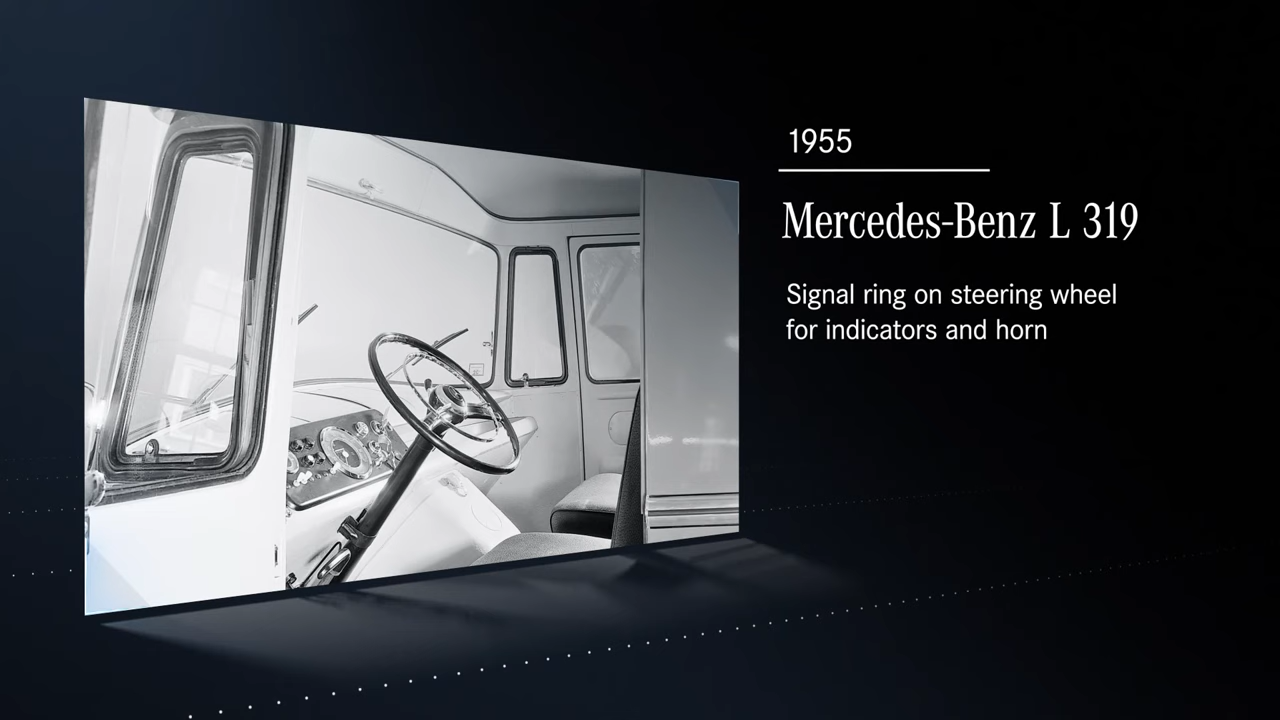 1955
Mercedes-Benz L 319
Signal ring on steering wheel
for indicators and horn